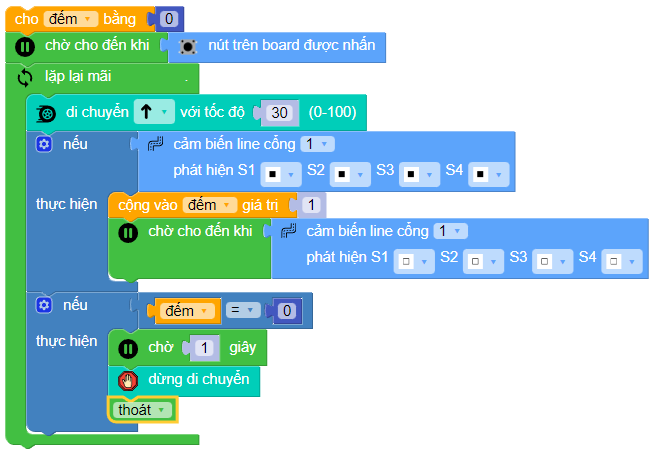 cho đếm bằng 0
chờ cho đến khi nút trên board được nhấn
lặp lại mãi .
di chuyển với tốc độ 30 (0-100)
nếu cảm biến line cổng 1
phát hiện S1 S2 S3 S4
thực hiện cộng vào đếm giá trị 1
chờ cho đến khi cảm biến line cổng 1
phát hiện S1 S2 S3 S4
nếu đếm = 0
thực hiện chờ 1 giây
dừng di chuyển
thoát